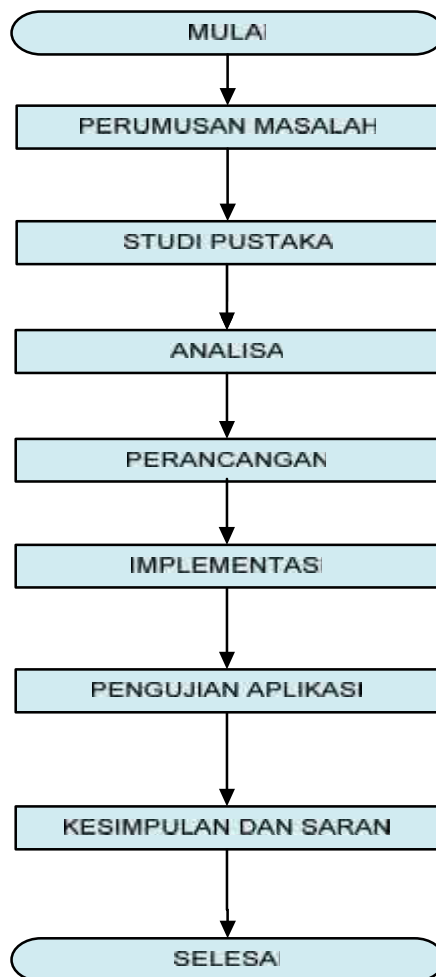 MULAI
PERUMUSAN MASALAH
STUDI PUSTAKA
ANALISA
PERANCANGAN
IMPLEMENTASI
PENGUJIAN APLIKASI
KESIMPULAN DAN SARAN
SELESAI